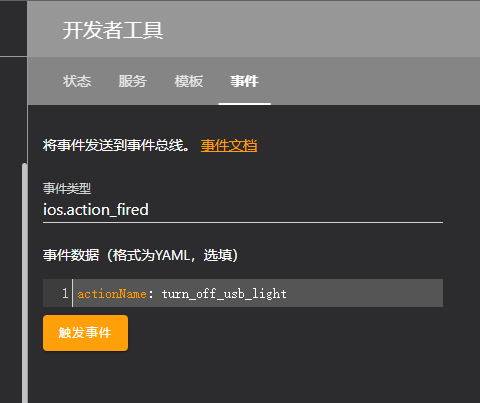 开发者工具
状态 服务 模板 事件
将事件发送到事件总线。 事件文档
事件类型
ios.action_fired
事件数据（格式为YAML，选填）
1 actionName: turn_off_usb_light
触发事件